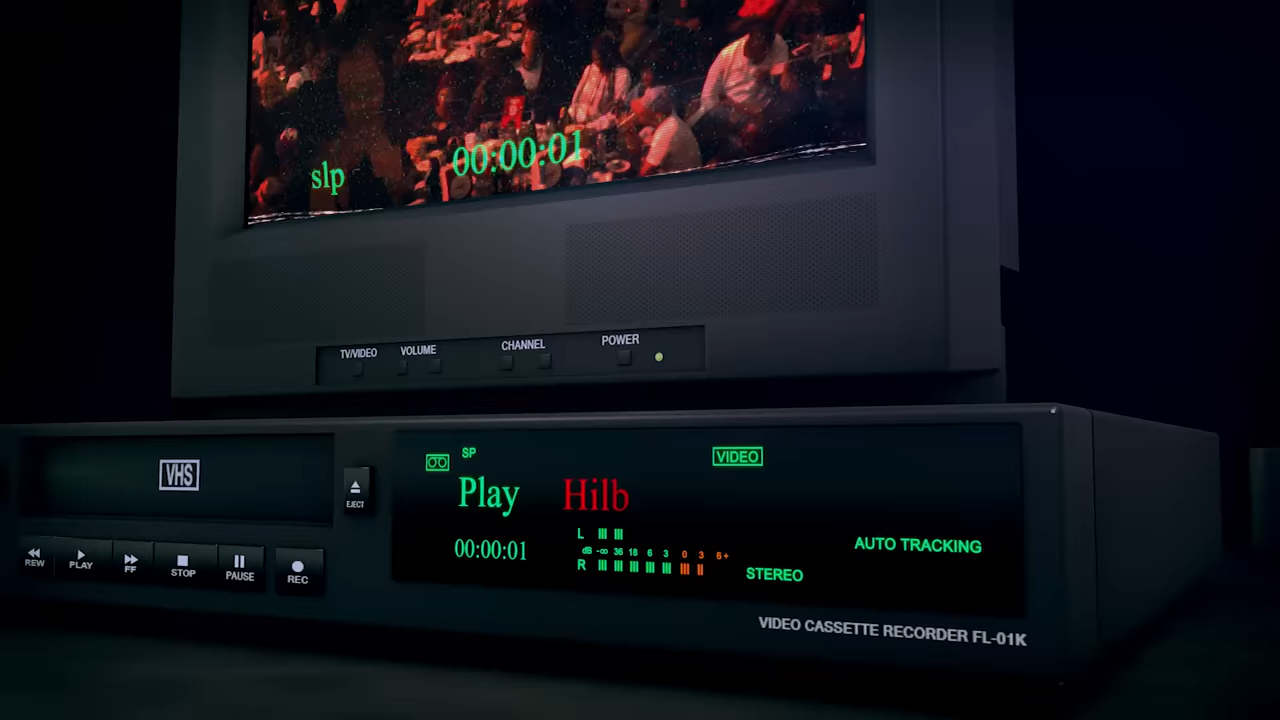 slp 00:00:01
TV/VIDEO VOLUME CHANNEL POWER
VHS
EJECT
REW PLAY FF STOP PAUSE REC
SP
VIDEO
Play Hilb
00:00:01
L
dB -∞ 36 18 6 3 0 3 6+
R
STEREO
AUTO TRACKING
VIDEO CASSETTE RECORDER FL-01K